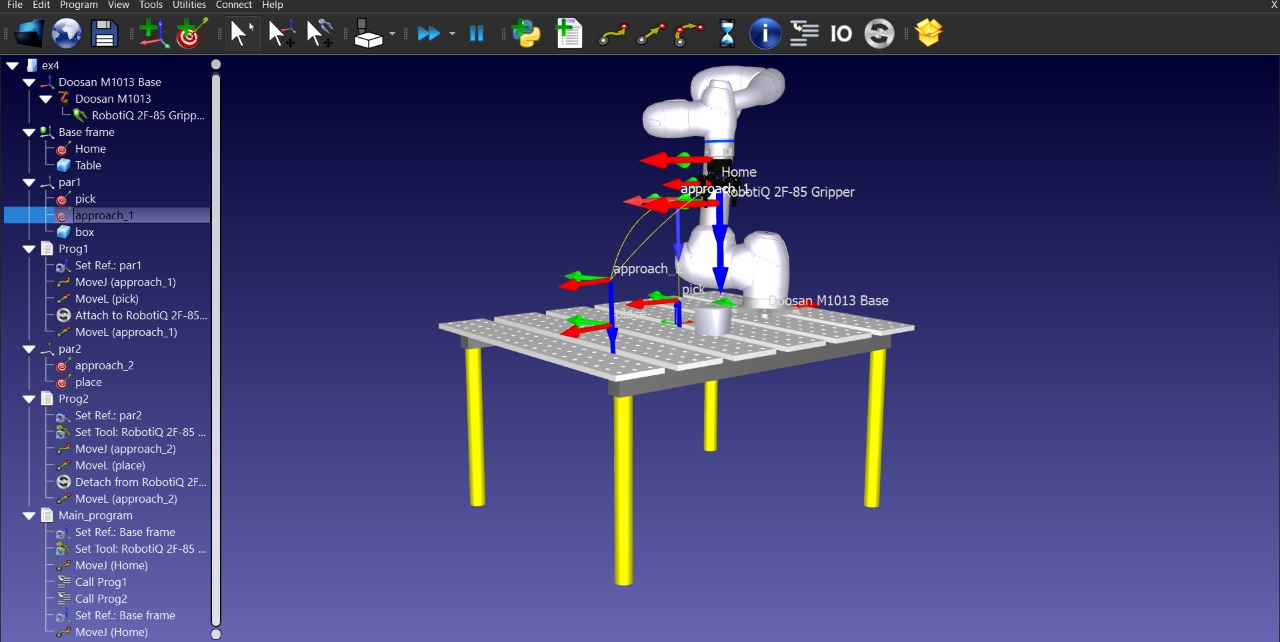 File Edit Program View Tools Utilities Connect Help X
IO
ex4
Doosan M1013 Base
Doosan M1013
RobotiQ 2F-85 Gripp...
Base frame
Home
Table
par1
pick
approach_1
box
Prog1
Set Ref.: par1
MoveJ (approach_1)
MoveL (pick)
Attach to RobotiQ 2F-85...
MoveL (approach_1)
par2
approach_2
place
Prog2
Set Ref.: par2
Set Tool: RobotiQ 2F-85 ...
MoveJ (approach_2)
MoveL (place)
Detach from RobotiQ 2F...
MoveL (approach_2)
Main_program
Set Ref.: Base frame
Set Tool: RobotiQ 2F-85 ...
MoveJ (Home)
Call Prog1
Call Prog2
Set Ref.: Base frame
MoveJ (Home)
Home
approach_1
RobotiQ 2F-85 Gripper
approach_2
pick
Doosan M1013 Base
place